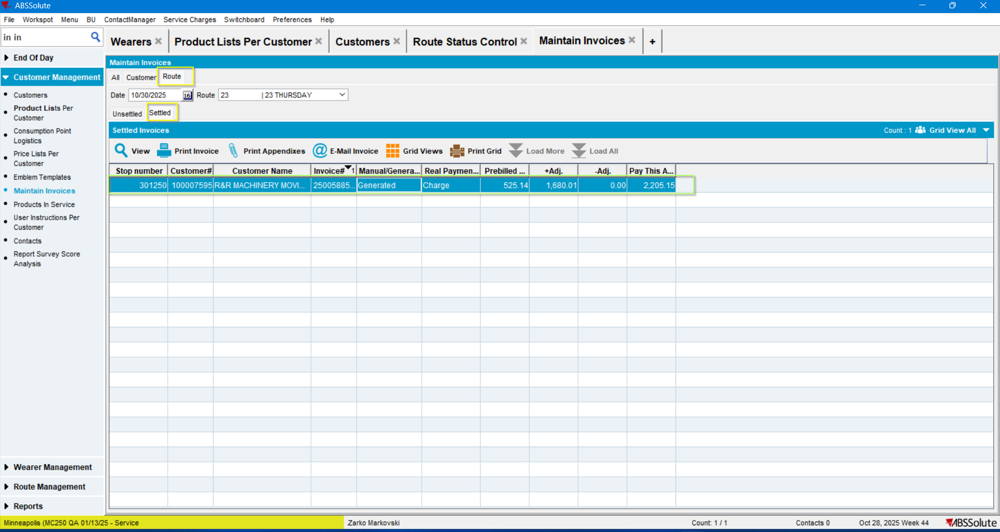 ABSSolute
File Workspot Menu BU ContactManager Service Charges Switchboard Preferences Help
in in
Wearers Product Lists Per Customer Customers Route Status Control Maintain Invoices +
End Of Day
Customer Management
Customers
Product Lists Per
Customer
Consumption Point
Logistics
Price Lists Per
Customer
Emblem Templates
Maintain Invoices
Products In Service
User Instructions Per
Customer
Contacts
Report Survey Score
Analysis
Wearer Management
Route Management
Reports
Maintain Invoices
All Customer Route
Date 10/30/2025 16 Route 23 | 23 THURSDAY
Unsettled Settled
Settled Invoices Count : 1 Grid View All
View Print Invoice Print Appendixes @ E-Mail Invoice Grid Views Print Grid Load More Load All
Stop number Customer# Customer Name Invoice# 1 Manual/Genera... Real Paymen... Prebilled ... +Adj. -Adj. Pay This A...
301250 100007595 R&R MACHINERY MOVI... 25005885... Generated Charge 525.14 1,680.01 0.00 2,205.15
Minneapolis (MC250 QA 01/13/25 - Service Zarko Markovski Count: 1 / 1 Contacts 0 Oct 28, 2025 Week 44 ABSSolute